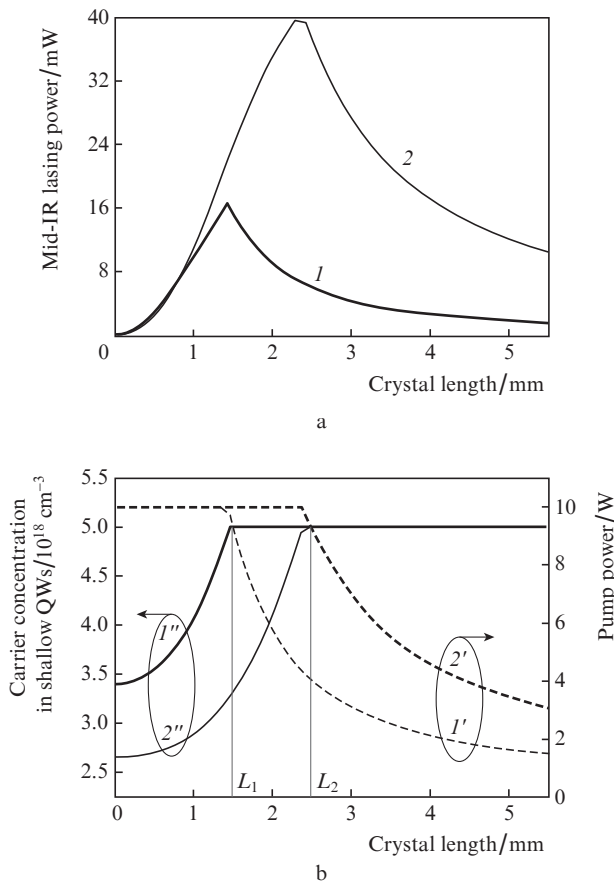 40
32
24
16
8
0
Mid-IR lasing power/mW
2
1
0 1 2 3 4 5
Crystal length/mm
a
5.5
5.0
4.5
4.0
3.5
3.0
2.5
Carrier concentration
in shallow QWs/10¹⁸ cm⁻³
1″
2″
2′
1′
L₁ L₂
10
8
6
4
2
0
Pump power/W
0 1 2 3 4 5
Crystal length/mm
b